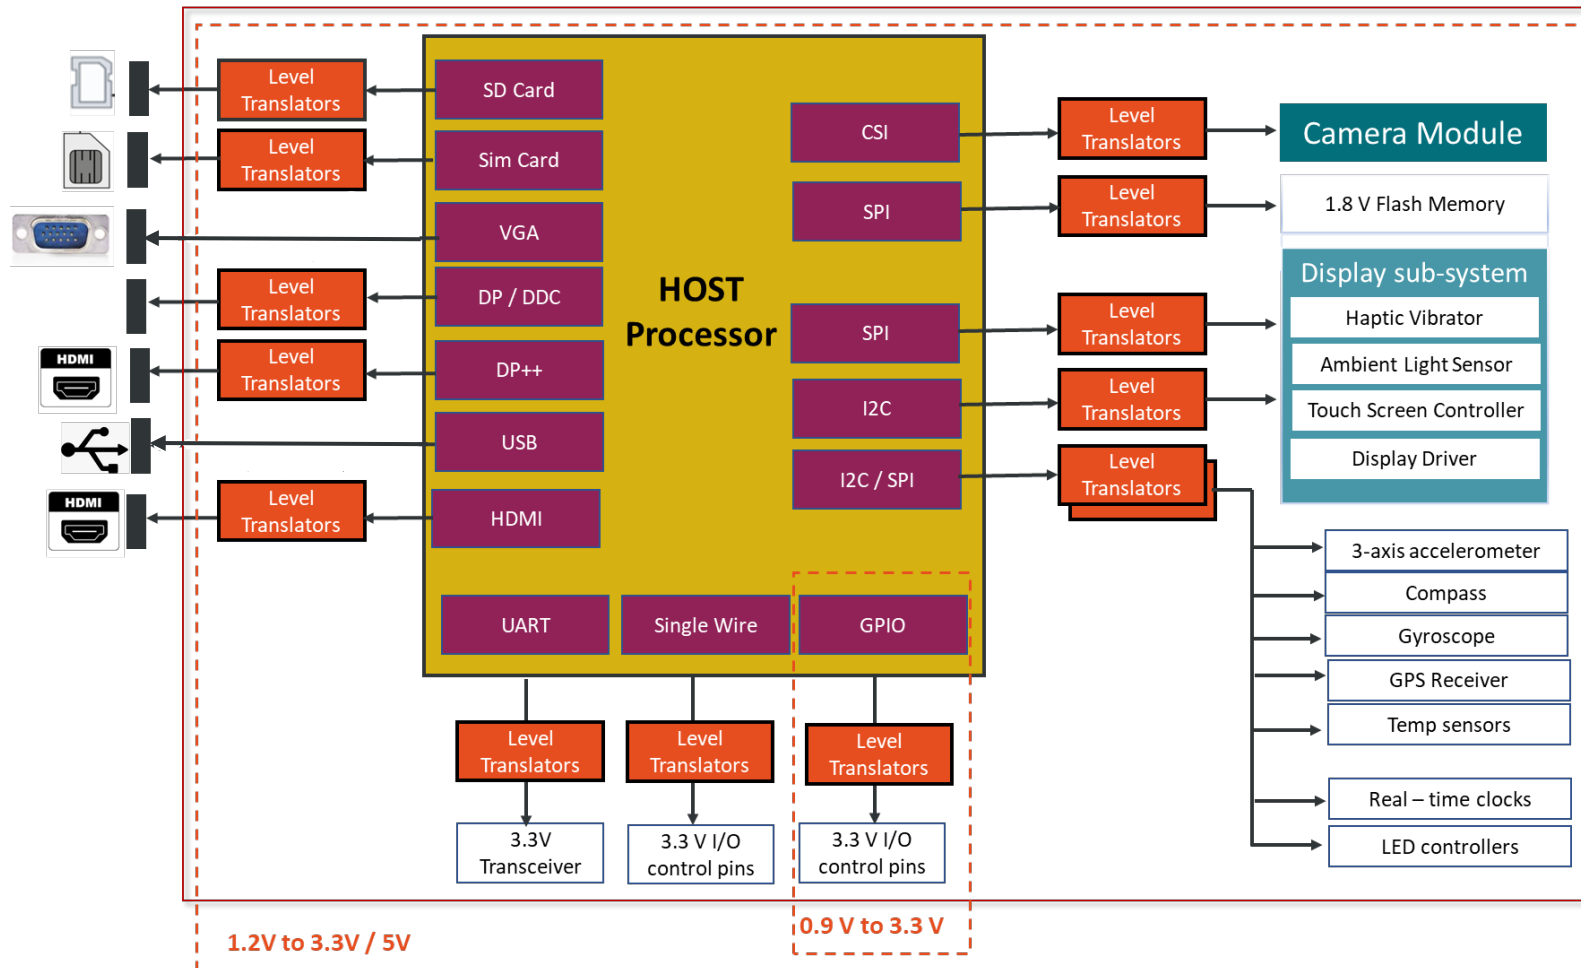 SD Card
Sim Card
VGA
DP / DDC
DP++
USB
HDMI
Level
Translators
Level
Translators
Level
Translators
Level
Translators
Level
Translators
HDMI
HDMI
HOST
Processor
CSI
SPI
SPI
I2C
I2C / SPI
Level
Translators
Level
Translators
Level
Translators
Level
Translators
Level
Translators
Camera Module
1.8 V Flash Memory
Display sub-system
Haptic Vibrator
Ambient Light Sensor
Touch Screen Controller
Display Driver
3-axis accelerometer
Compass
Gyroscope
GPS Receiver
Temp sensors
Real – time clocks
LED controllers
UART
Single Wire
GPIO
Level
Translators
Level
Translators
Level
Translators
3.3V
Transceiver
3.3 V I/O
control pins
3.3 V I/O
control pins
0.9 V to 3.3 V
1.2V to 3.3V / 5V